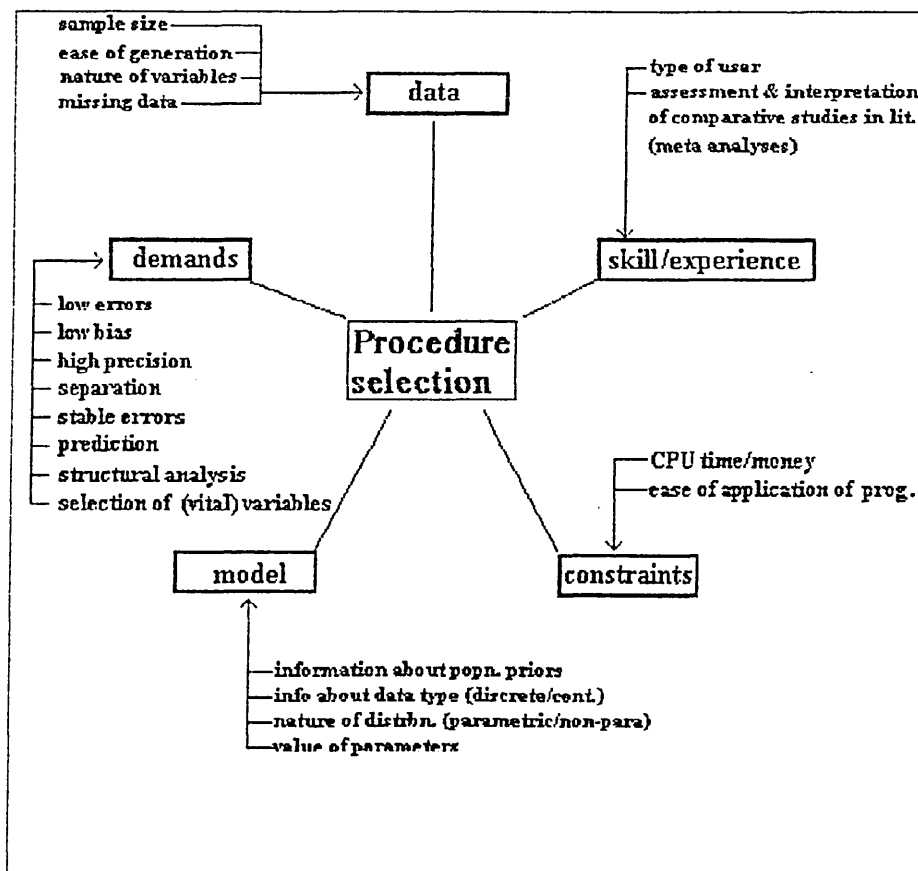 sample size
ease of generation
nature of variables
missing data
data
type of user
assessment & interpretation
of comparative studies in lit.
(meta analyses)
demands
skill/experience
low errors
low bias
high precision
separation
stable errors
prediction
structural analysis
selection of (vital) variables
Procedure
selection
CPU time/money
ease of application of prog.
model
constraints
information about popn. priors
info about data type (discrete/cont.)
nature of distrbn. (parametric/non-para)
value of parameters